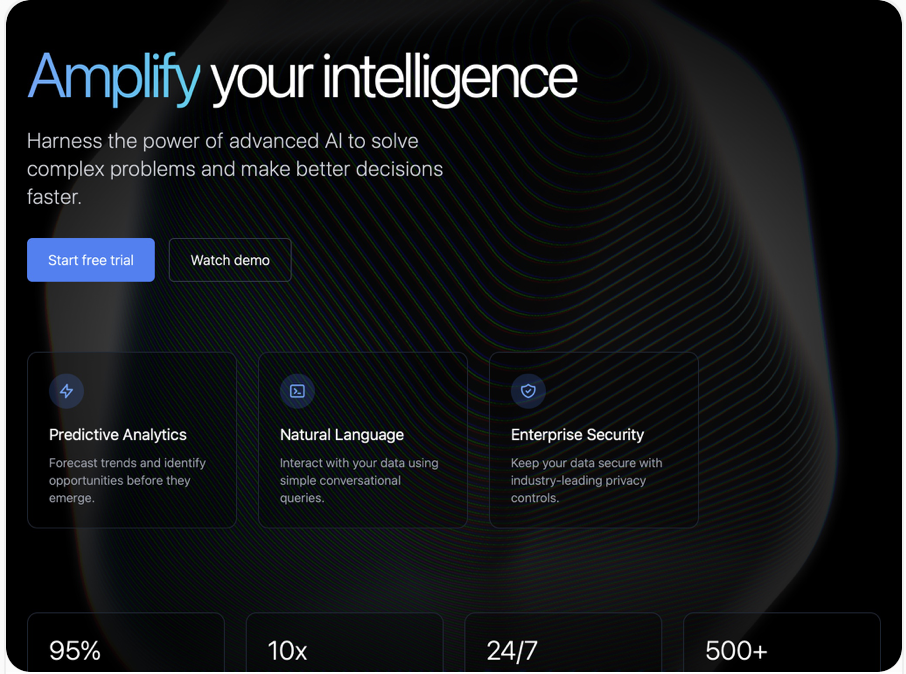 Amplify your intelligence
Harness the power of advanced AI to solve
complex problems and make better decisions
faster.
Start free trial
Watch demo
Predictive Analytics
Forecast trends and identify
opportunities before they
emerge.
Natural Language
Interact with your data using
simple conversational
queries.
Enterprise Security
Keep your data secure with
industry-leading privacy
controls.
95%
10x
24/7
500+